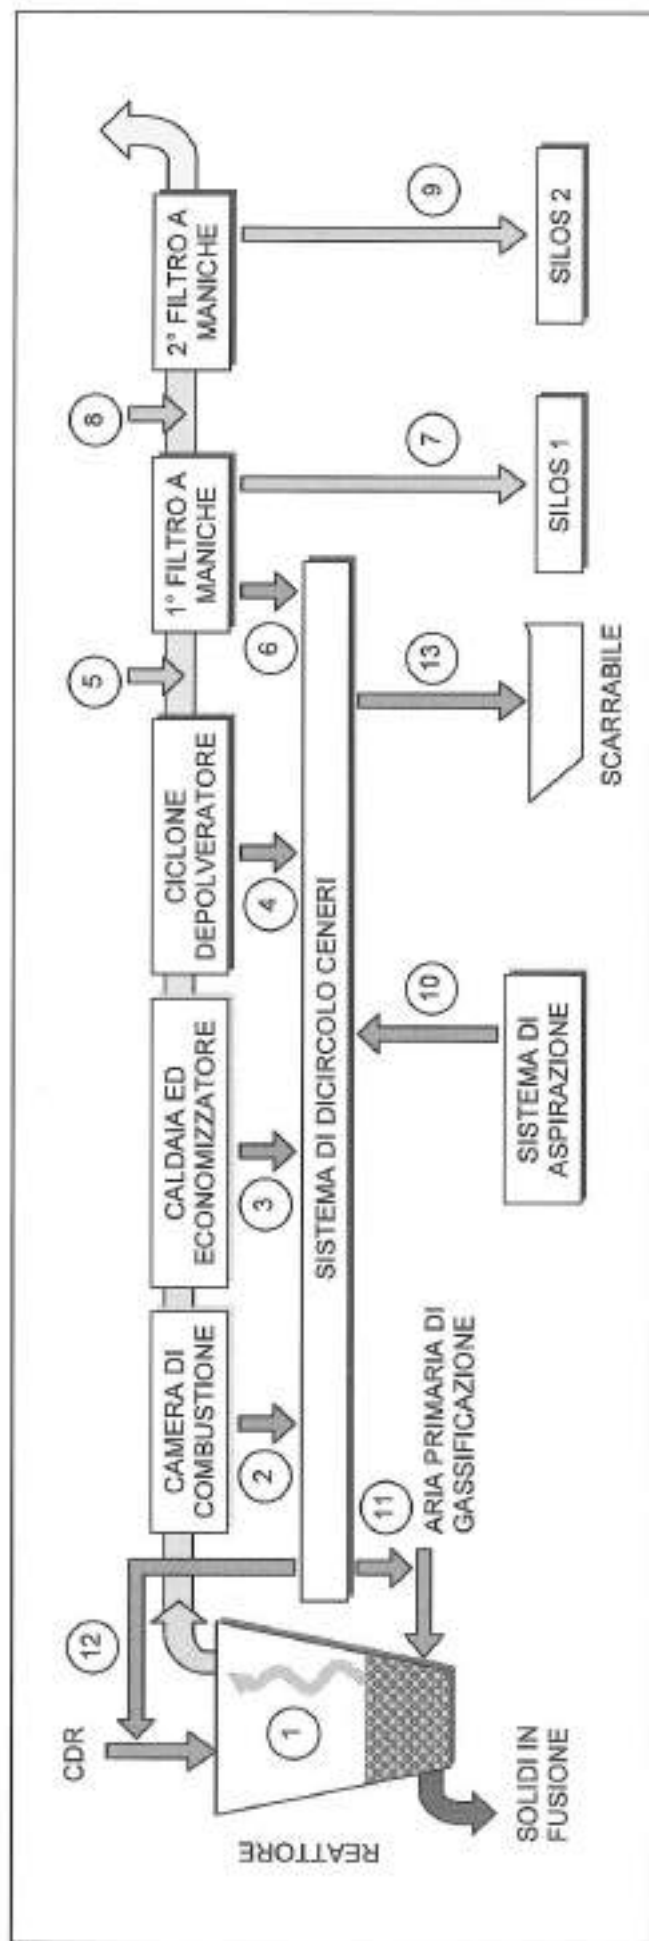 CDR
12
REATTORE
1
SOLIDI IN
FUSIONE
CAMERA DI
COMBUSTIONE
CALDAIA ED
ECONOMIZZATORE
CICLONE
DEPOLVERATORE
5
1° FILTRO A
MANICHE
8
2° FILTRO A
MANICHE
2
3
4
6
SISTEMA DI DICIRCOLO CENERI
11
ARIA PRIMARIA DI
GASSIFICAZIONE
10
13
7
9
SISTEMA DI
ASPIRAZIONE
SCARRABILE
SILOS 1
SILOS 2